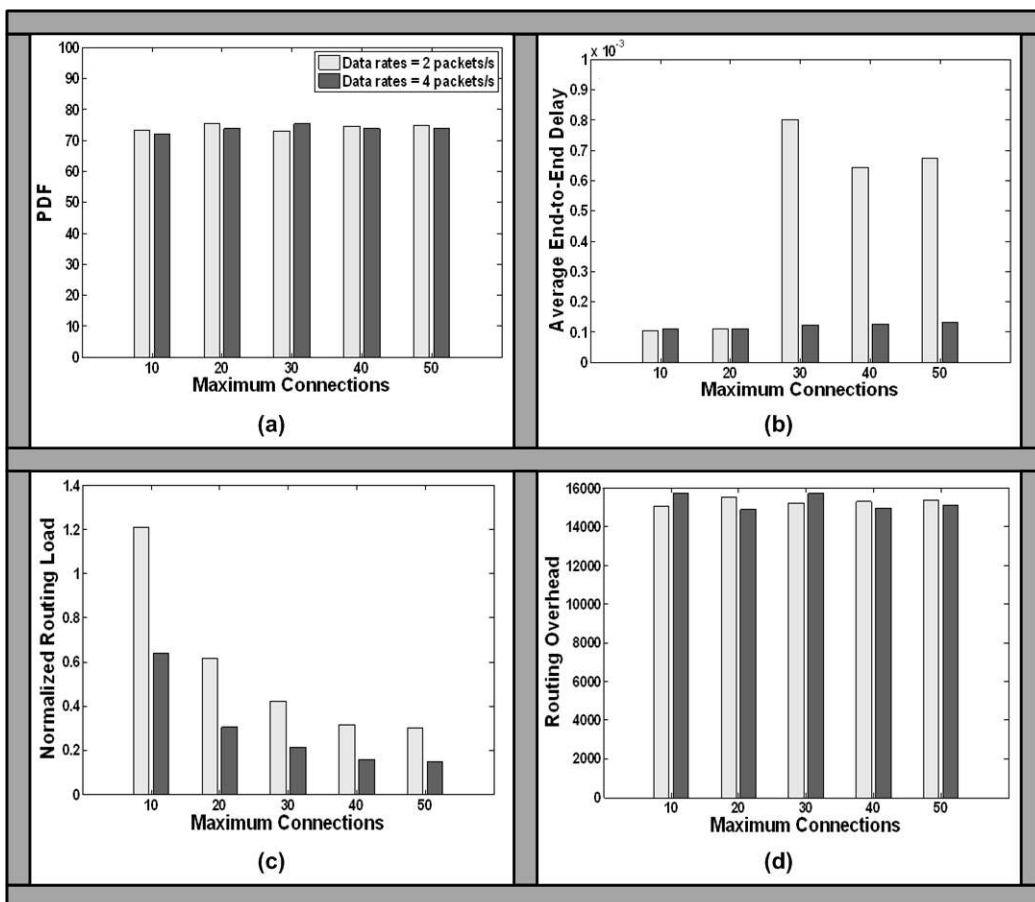 100
90
80
70
60
50
40
30
20
10
0
PDF
Data rates = 2 packets/s
Data rates = 4 packets/s
10 20 30 40 50
Maximum Connections
(a)
1 x 10-3
0.9
0.8
0.7
0.6
0.5
0.4
0.3
0.2
0.1
0
Average End-to-End Delay
10 20 30 40 50
Maximum Connections
(b)
1.4
1.2
1
0.8
0.6
0.4
0.2
0
Normalized Routing Load
10 20 30 40 50
Maximum Connections
(c)
16000
14000
12000
10000
8000
6000
4000
2000
0
Routing Overhead
10 20 30 40 50
Maximum Connections
(d)